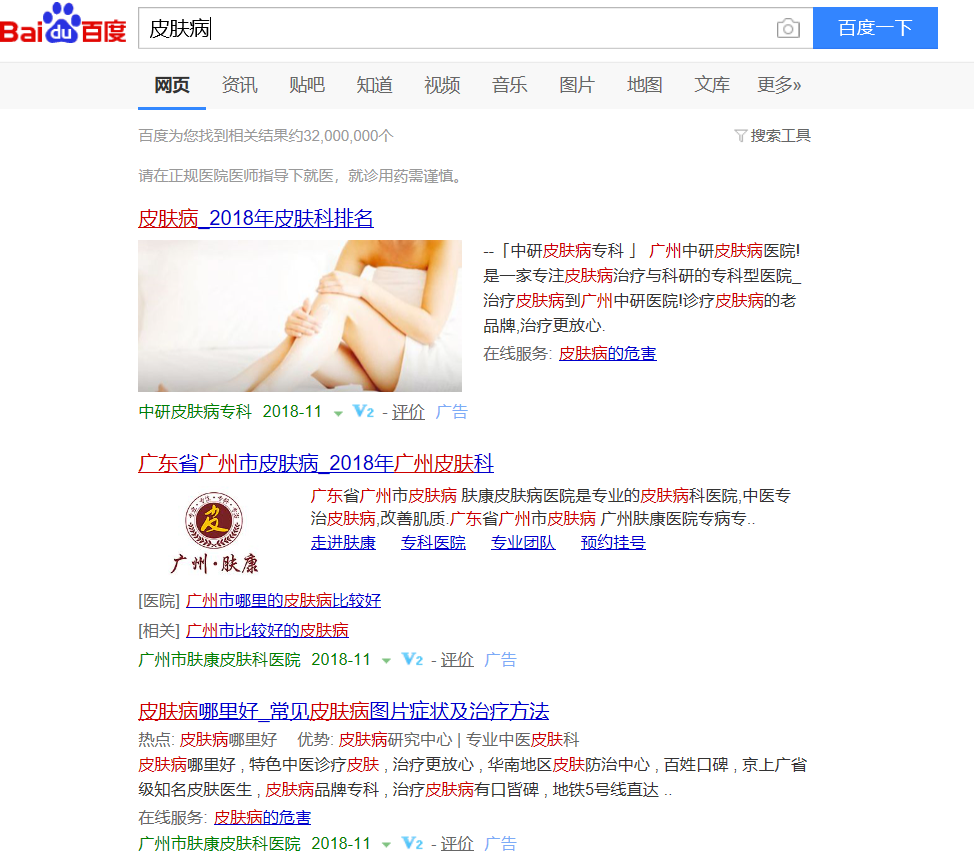 Bai du 百度 皮肤病 百度一下
网页 资讯 贴吧 知道 视频 音乐 图片 地图 文库 更多»
百度为您找到相关结果约32,000,000个 搜索工具
请在正规医院医师指导下就医，就诊用药需谨慎。
皮肤病_2018年皮肤科排名
--「中研皮肤病专科 」 广州中研皮肤病医院!
是一家专注皮肤病治疗与科研的专科型医院_
治疗皮肤病到广州中研医院!诊疗皮肤病的老
品牌,治疗更放心.
在线服务: 皮肤病的危害
中研皮肤病专科 2018-11 V2 - 评价 广告
广东省广州市皮肤病_2018年广州皮肤科
广东省广州市皮肤病 肤康皮肤病医院是专业的皮肤病科医院,中医专
治皮肤病,改善肌质.广东省广州市皮肤病 广州肤康医院专病专..
走进肤康 专科医院 专业团队 预约挂号
皮
广州·肤康
[医院] 广州市哪里的皮肤病比较好
[相关] 广州市比较好的皮肤病
广州市肤康皮肤科医院 2018-11 V2 - 评价 广告
皮肤病哪里好_常见皮肤病图片症状及治疗方法
热点: 皮肤病哪里好 优势: 皮肤病研究中心 | 专业中医皮肤科
皮肤病哪里好 , 特色中医诊疗皮肤 , 治疗更放心 , 华南地区皮肤防治中心 , 百姓口碑 , 京上广省
级知名皮肤医生 , 皮肤病品牌专科 , 治疗皮肤病有口皆碑 , 地铁5号线直达 ..
在线服务: 皮肤病的危害
广州市肤康皮肤科医院 2018-11 V2 - 评价 广告